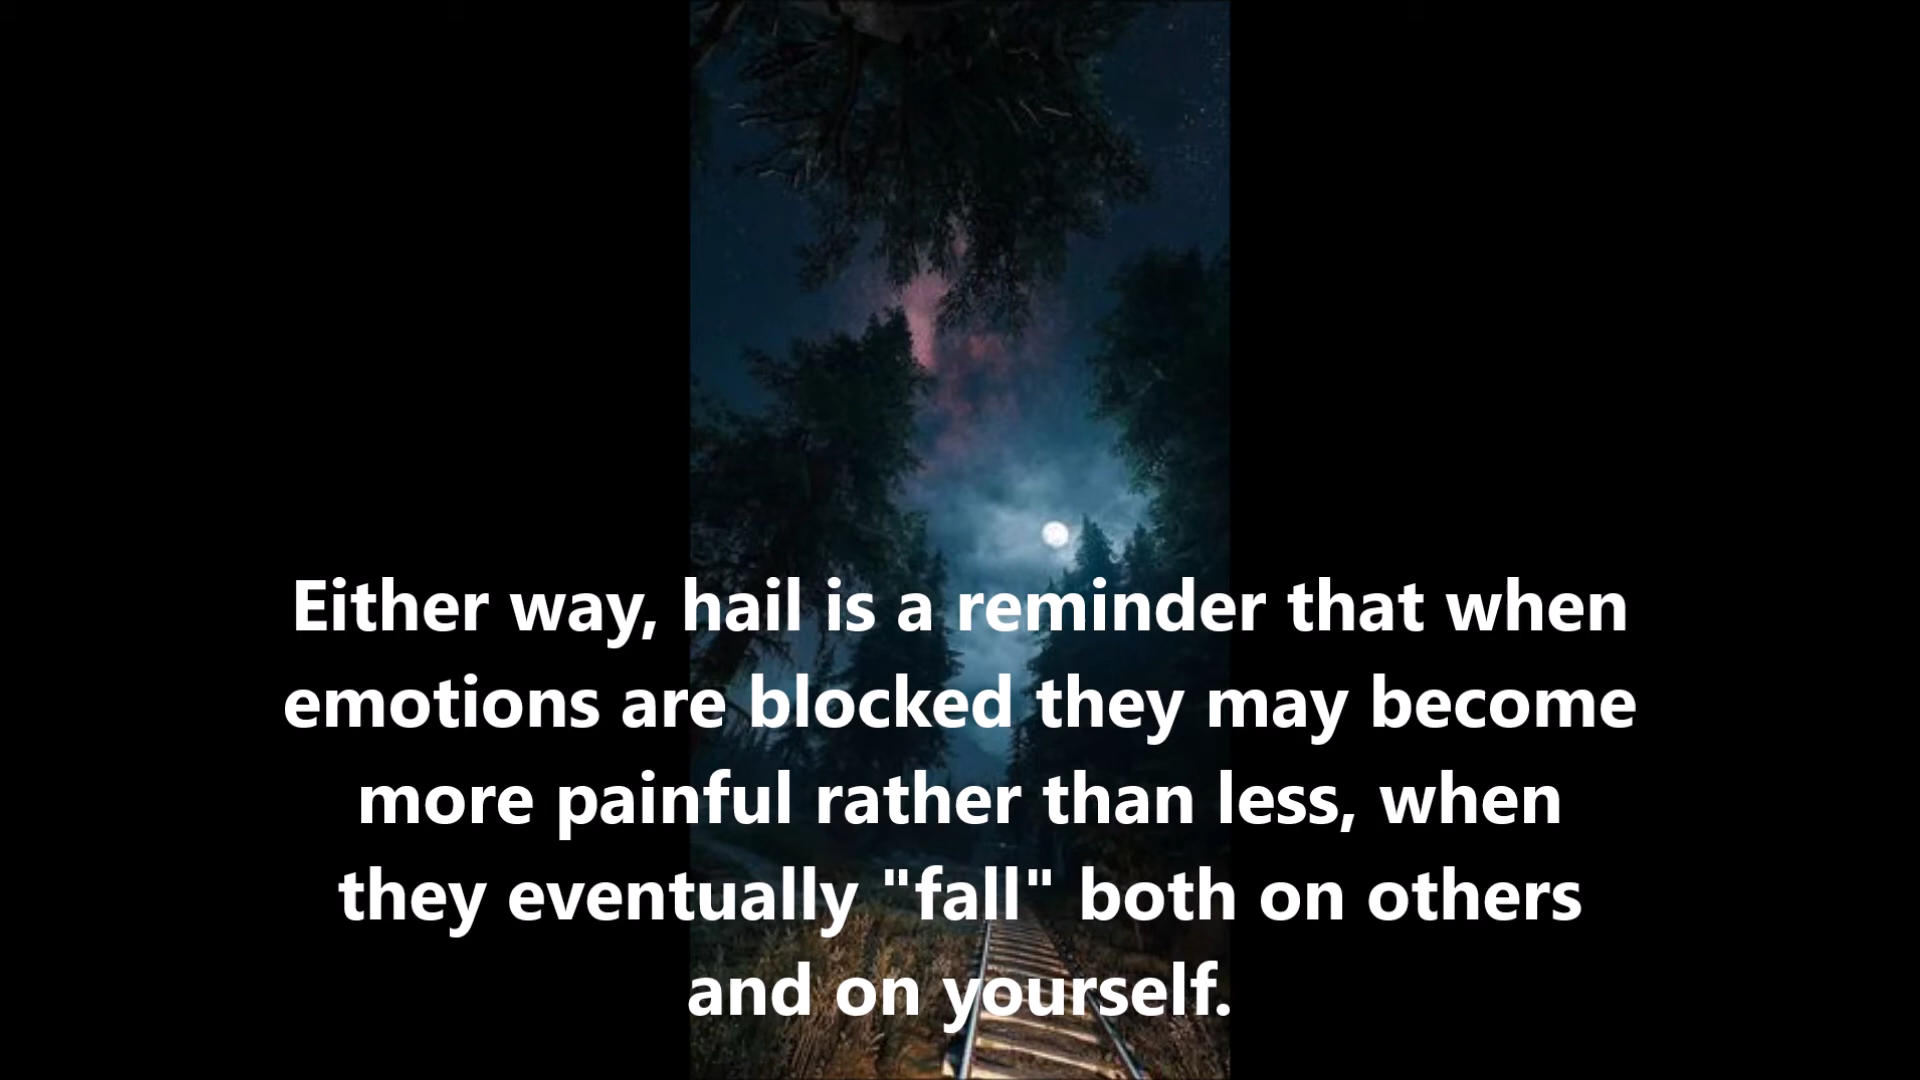 Either way, hail is a reminder that when
emotions are blocked they may become
more painful rather than less, when
they eventually "fall" both on others
and on yourself.